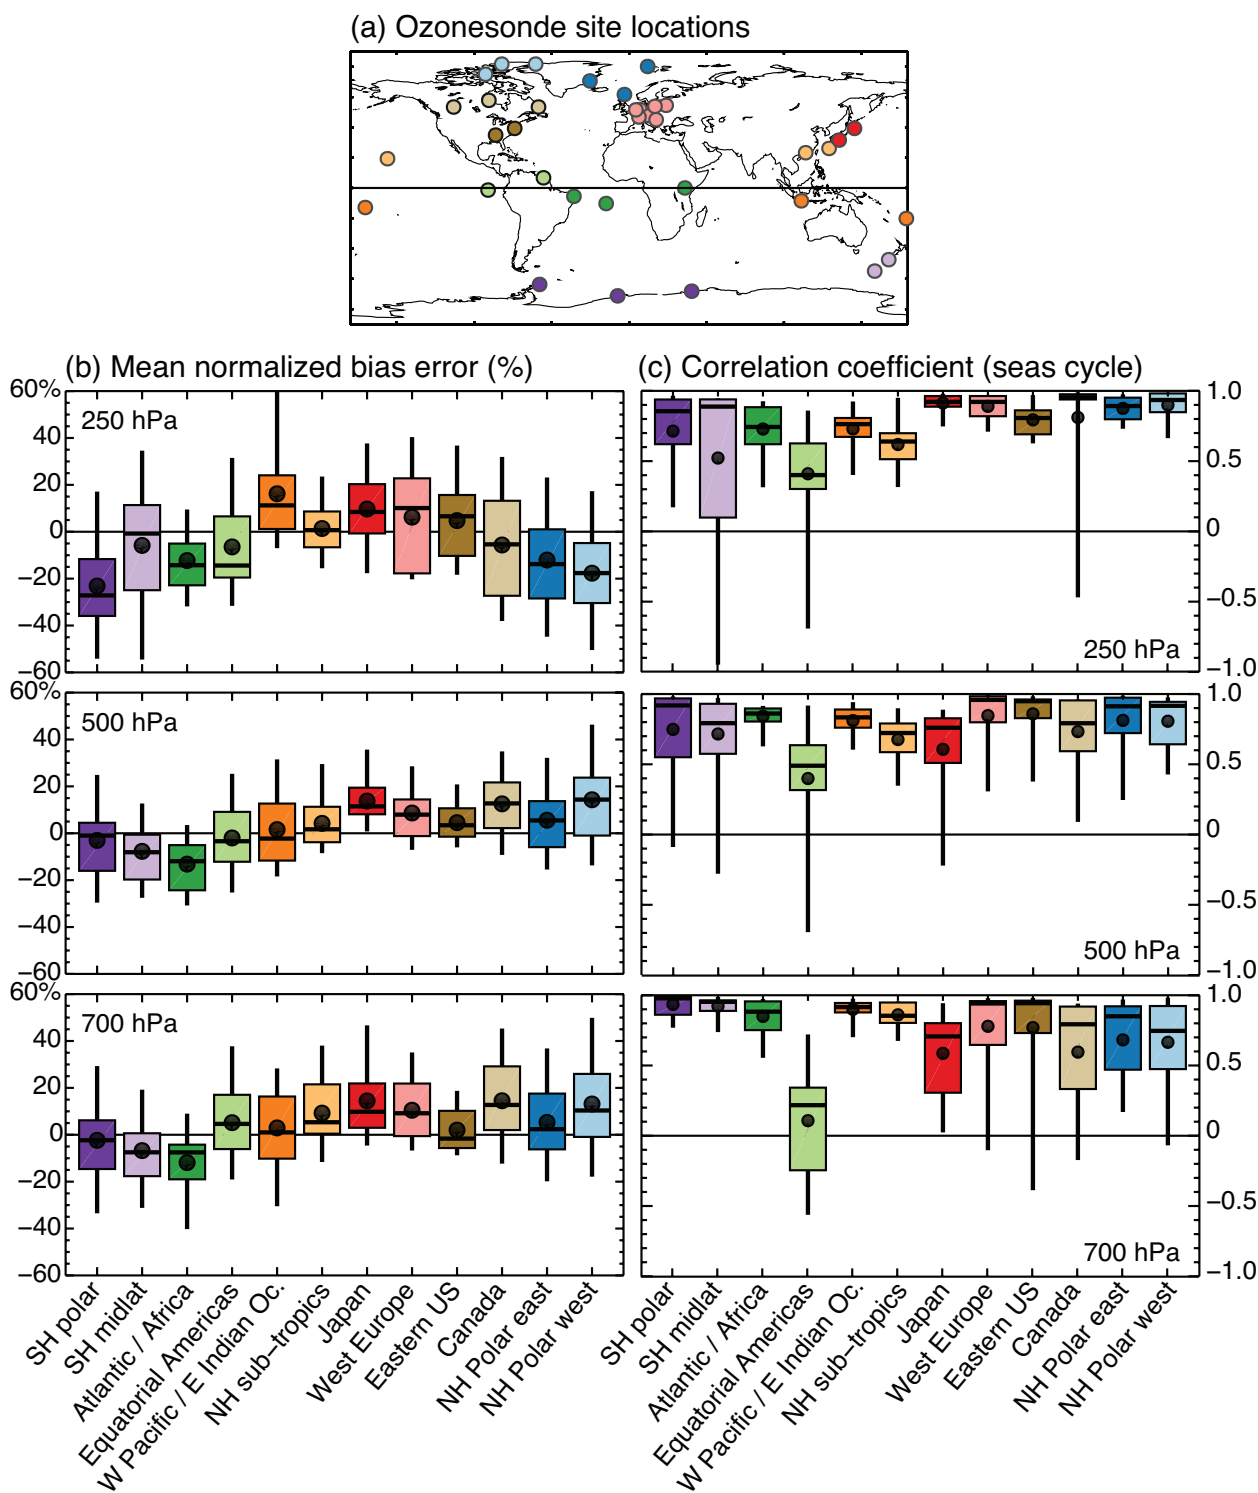 (a) Ozonesonde site locations
(b) Mean normalized bias error (%)
(c) Correlation coefficient (seas cycle)
60%
40
20
0
−20
−40
−60
250 hPa
1.0
0.5
0
−0.5
−1.0
250 hPa
60%
40
20
0
−20
−40
−60
500 hPa
1.0
0.5
0
−0.5
−1.0
500 hPa
60%
40
20
0
−20
−40
−60
700 hPa
1.0
0.5
0
−0.5
−1.0
700 hPa
SH polar
SH midlat
Atlantic / Africa
Equatorial Americas
W Pacific / E Indian Oc.
NH sub−tropics
Japan
West Europe
Eastern US
Canada
NH Polar east
NH Polar west
SH polar
SH midlat
Atlantic / Africa
Equatorial Americas
W Pacific / E Indian Oc.
NH sub−tropics
Japan
West Europe
Eastern US
Canada
NH Polar east
NH Polar west